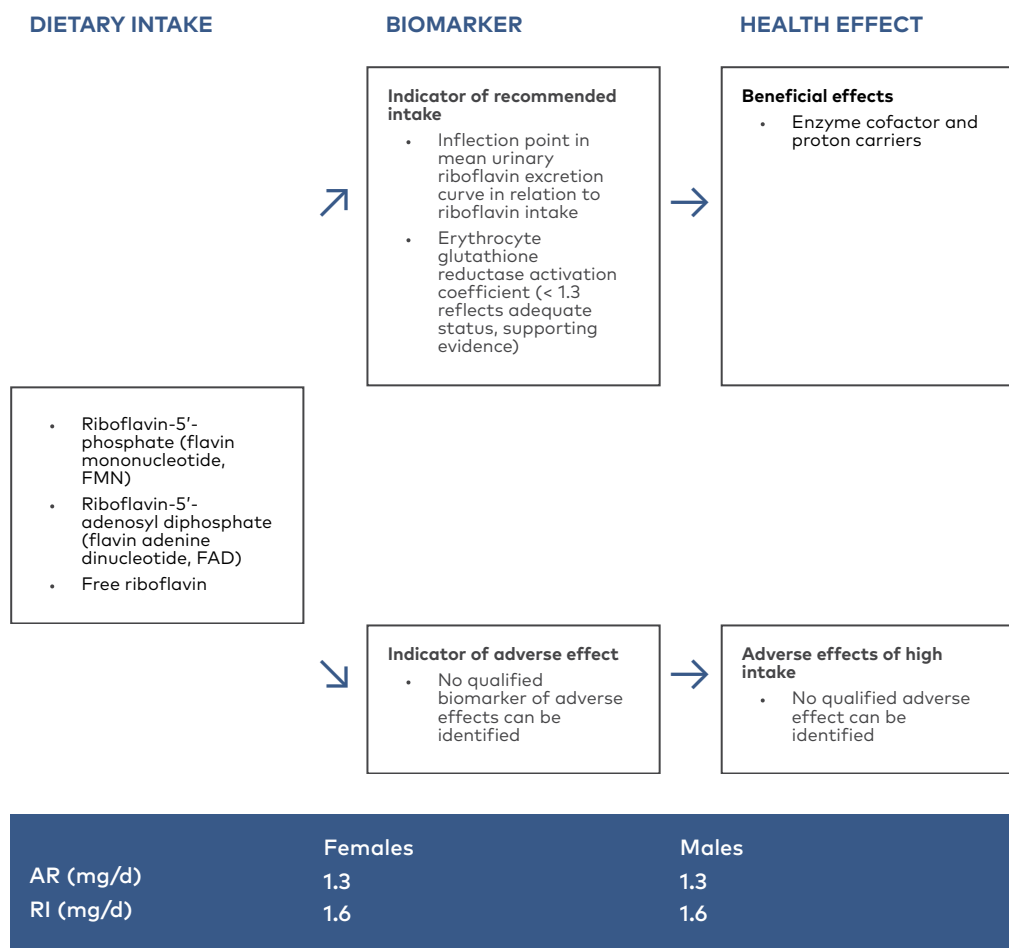 DIETARY INTAKE
BIOMARKER
HEALTH EFFECT
Indicator of recommended
intake
• Inflection point in
mean urinary
riboflavin excretion
curve in relation to
riboflavin intake
• Erythrocyte
glutathione
reductase activation
coefficient (< 1.3
reflects adequate
status, supporting
evidence)
Beneficial effects
• Enzyme cofactor and
proton carriers
• Riboflavin-5’-
phosphate (flavin
mononucleotide,
FMN)
• Riboflavin-5’-
adenosyl diphosphate
(flavin adenine
dinucleotide, FAD)
• Free riboflavin
Indicator of adverse effect
• No qualified
biomarker of adverse
effects can be
identified
Adverse effects of high
intake
• No qualified adverse
effect can be
identified
Females Males
AR (mg/d) 1.3 1.3
RI (mg/d) 1.6 1.6